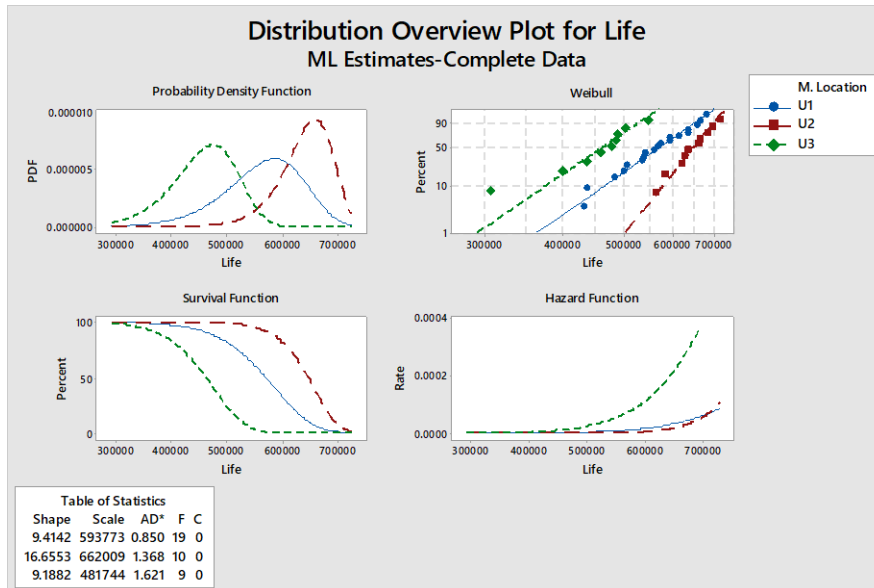 Distribution Overview Plot for Life
ML Estimates-Complete Data
Probability Density Function
0.000010
0.000005
0.000000
PDF
300000 400000 500000 600000 700000
Life
Weibull
90
50
10
1
Percent
300000 400000 500000 600000 700000
Life
M. Location
U1
U2
U3
Survival Function
100
50
0
Percent
300000 400000 500000 600000 700000
Life
Hazard Function
0.0004
0.0002
0.0000
Rate
300000 400000 500000 600000 700000
Life
Table of Statistics
Shape Scale AD* F C
9.4142 593773 0.850 19 0
16.6553 662009 1.368 10 0
9.1882 481744 1.621 9 0